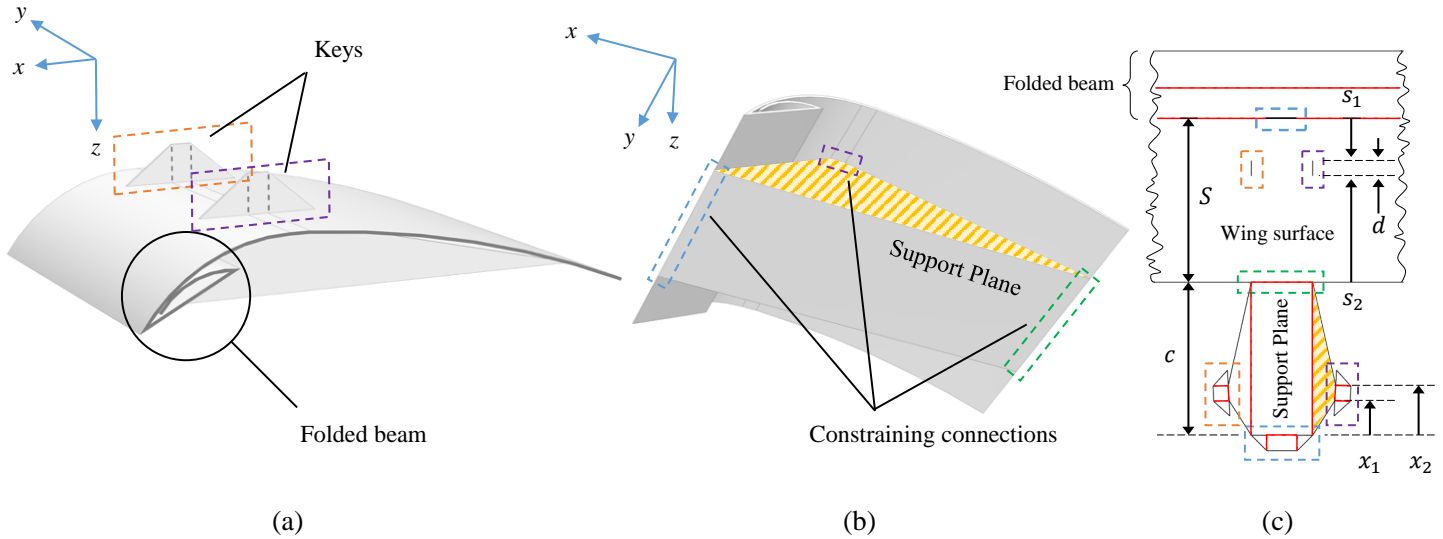 y
x
z
Keys
Folded beam
(a)
x
y
z
Support Plane
Constraining connections
(b)
Folded beam
s₁
S
d
Wing surface
s₂
c
Support Plane
x₁
x₂
(c)